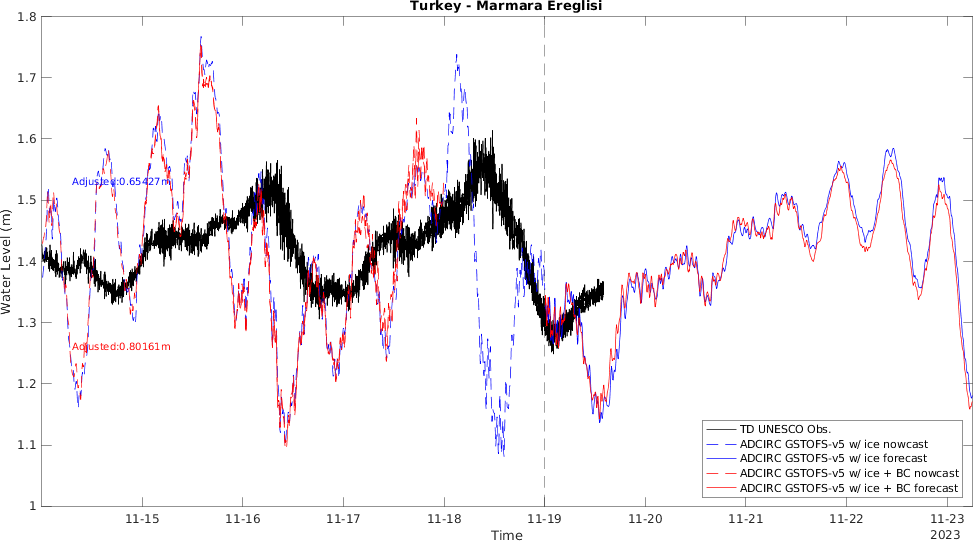 Turkey - Marmara Ereglisi
1.8
1.7
1.6
1.5
1.4
1.3
1.2
1.1
1
Water Level (m)
Adjusted:0.65427m
Adjusted:0.80161m
TD UNESCO Obs.
ADCIRC GSTOFS-v5 w/ ice nowcast
ADCIRC GSTOFS-v5 w/ ice forecast
ADCIRC GSTOFS-v5 w/ ice + BC nowcast
ADCIRC GSTOFS-v5 w/ ice + BC forecast
11-15
11-16
11-17
11-18
11-19
11-20
11-21
11-22
11-23
2023
Time